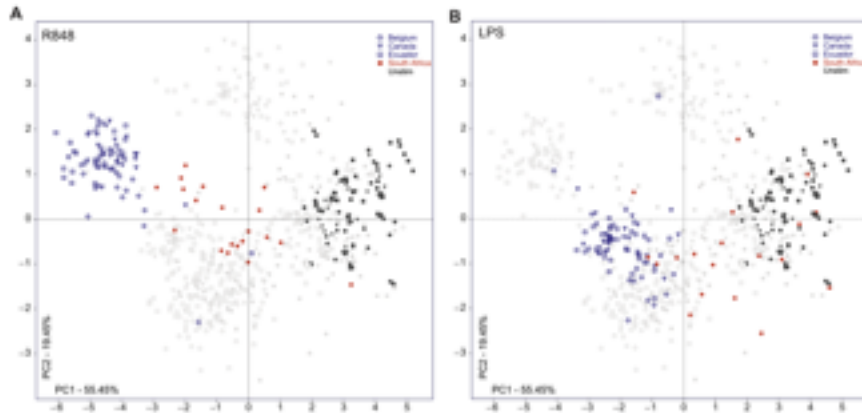 A
R848
Belgium
Canada
Ecuador
South Africa
Unstim
4
3
2
1
0
−1
−2
−3
PC2 - 19.45%
PC1 - 55.45%
−6 −5 −4 −3 −2 −1 0 1 2 3 4 5
B
LPS
Belgium
Canada
Ecuador
South Africa
Unstim
4
3
2
1
0
−1
−2
−3
PC2 - 19.45%
PC1 - 55.45%
−6 −5 −4 −3 −2 −1 0 1 2 3 4 5